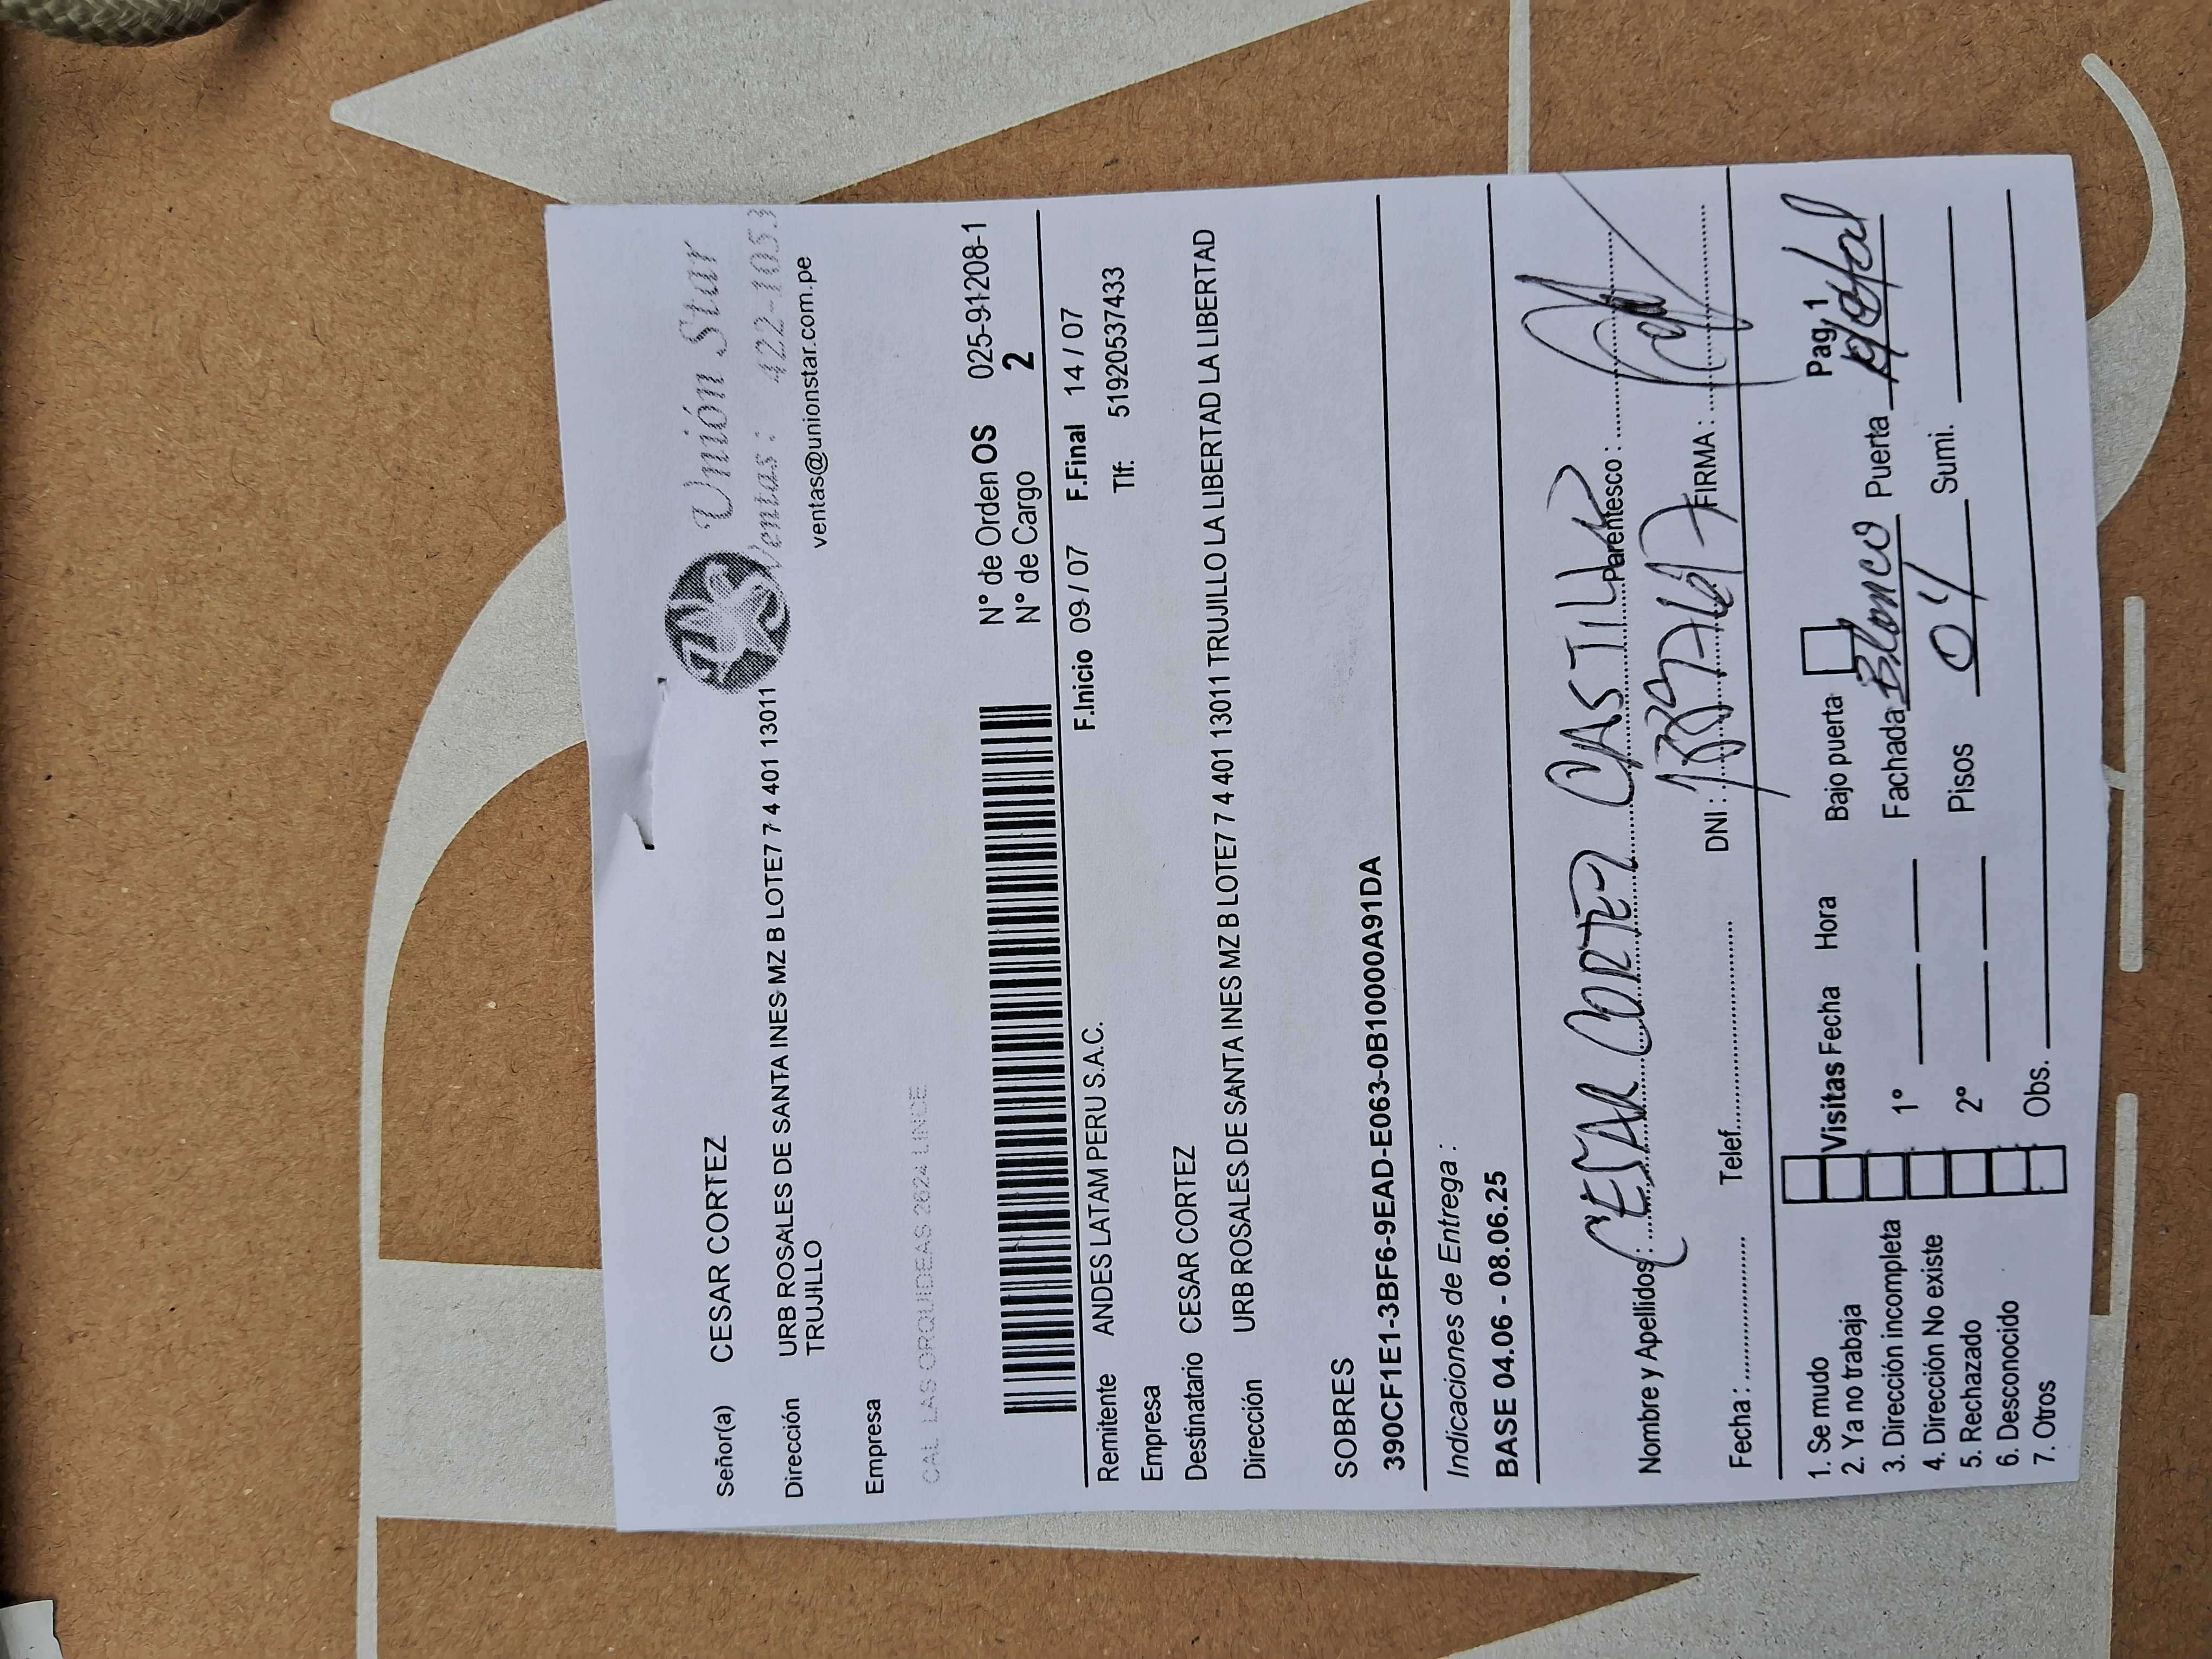 Unión Star
Ventas: 422-1053
ventas@unionstar.com.pe
Señor(a) CESAR CORTEZ
Dirección URB ROSALES DE SANTA INES MZ B LOTE7 7 4 401 13011
TRUJILLO
Empresa
CAL LAS ORQUIDEAS 2624 LINCE
N° de Orden OS 025-91208-1
N° de Cargo 2
F.Inicio 09 / 07 F.Final 14 / 07
Remitente ANDES LATAM PERU S.A.C. Tlf: 51920537433
Empresa
Destinatario CESAR CORTEZ
Dirección URB ROSALES DE SANTA INES MZ B LOTE7 7 4 401 13011 TRUJILLO LA LIBERTAD LA LIBERTAD
SOBRES
390CF1E1-3BF6-9EAD-E063-0B10000A91DA
Indicaciones de Entrega :
BASE 04.06 - 08.06.25
Nombre y Apellidos: CESAR CORTEZ CASTILLO Parentesco :
Fecha : Telef. DNI : FIRMA :
Pag. 1
1. Se mudo
2. Ya no trabaja
3. Dirección incompleta
4. Dirección No existe
5. Rechazado
6. Desconocido
7. Otros
Visitas Fecha Hora Bajo puerta
1° Fachada Blanco Puerta
2° Pisos 04 Sumi.
Obs.